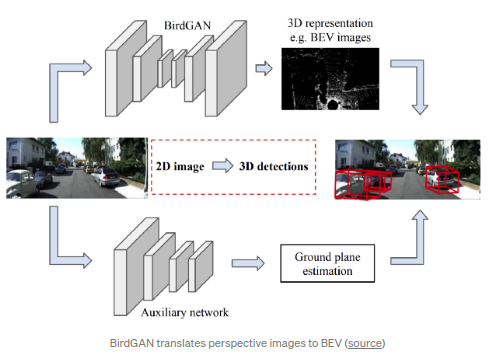 BirdGAN
3D representation
e.g. BEV images
2D image
3D detections
Ground plane
estimation
Auxiliary network
BirdGAN translates perspective images to BEV (source)